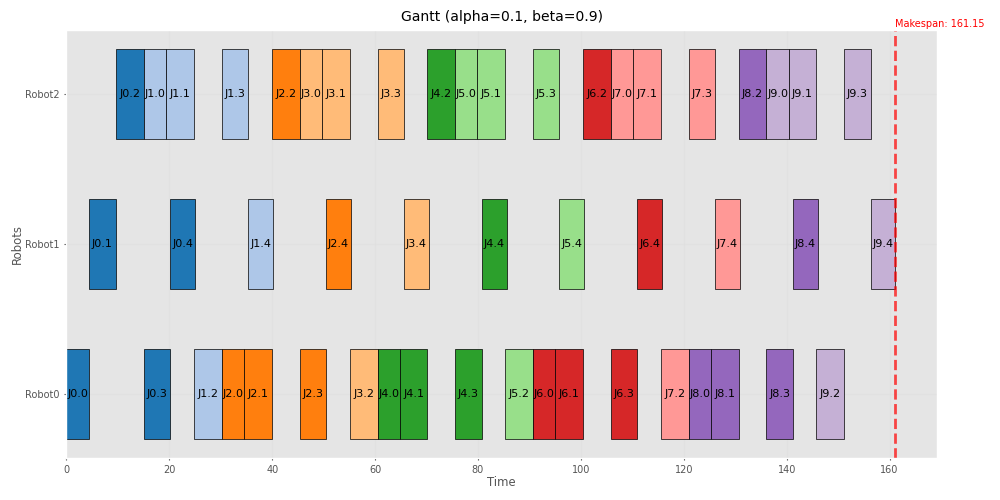 Gantt (alpha=0.1, beta=0.9)
Makespan: 161.15
Robot2
J0.2 J1.0 J1.1 J1.3 J2.2 J3.0 J3.1 J3.3 J4.2 J5.0 J5.1 J5.3 J6.2 J7.0 J7.1 J7.3 J8.2 J9.0 J9.1 J9.3
Robot1
J0.1 J0.4 J1.4 J2.4 J3.4 J4.4 J5.4 J6.4 J7.4 J8.4 J9.4
Robot0
J0.0 J0.3 J1.2 J2.0 J2.1 J2.3 J3.2 J4.0 J4.1 J4.3 J5.2 J6.0 J6.1 J6.3 J7.2 J8.0 J8.1 J8.3 J9.2
Robots
0 20 40 60 80 100 120 140 160
Time